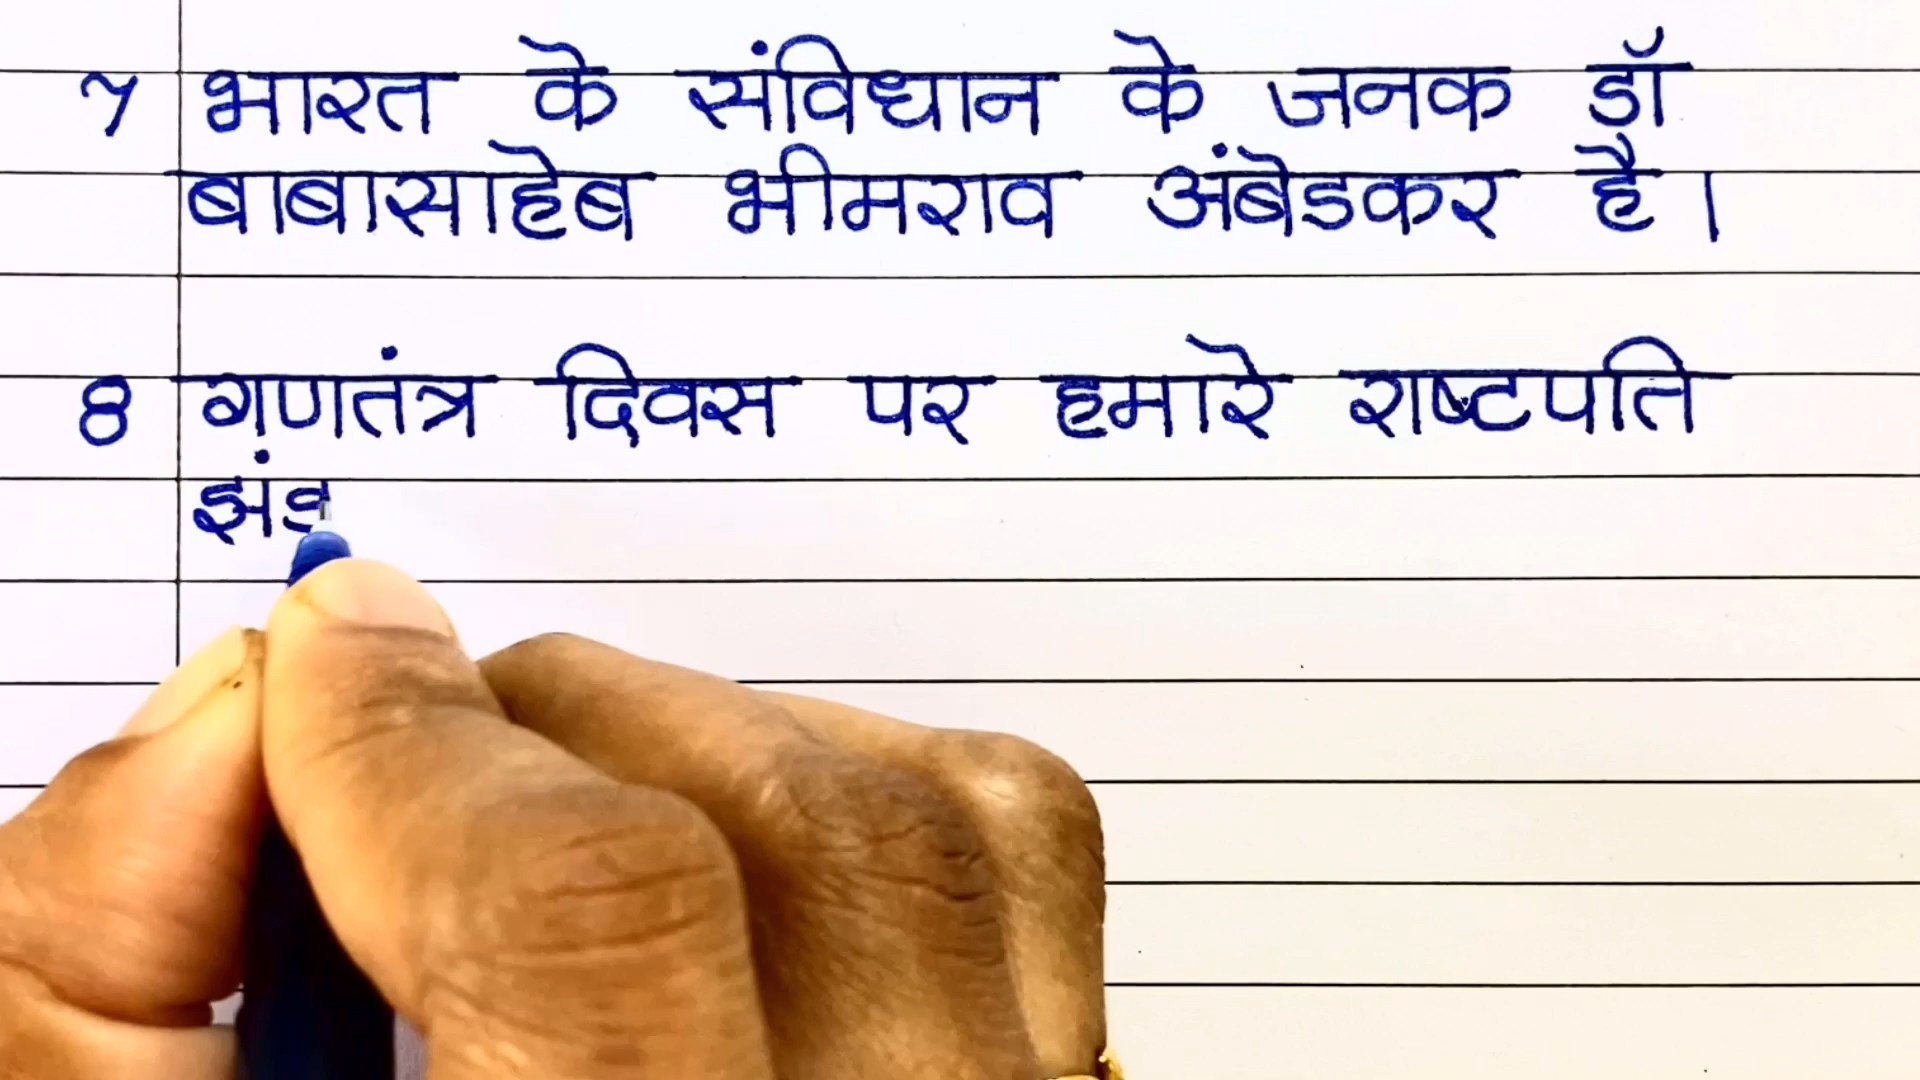 7 भारत के संविधान के जनक डॉ
बाबासाहेब भीमराव अंबेडकर है।
8 गणतंत्र दिवस पर हमारे राष्टपति